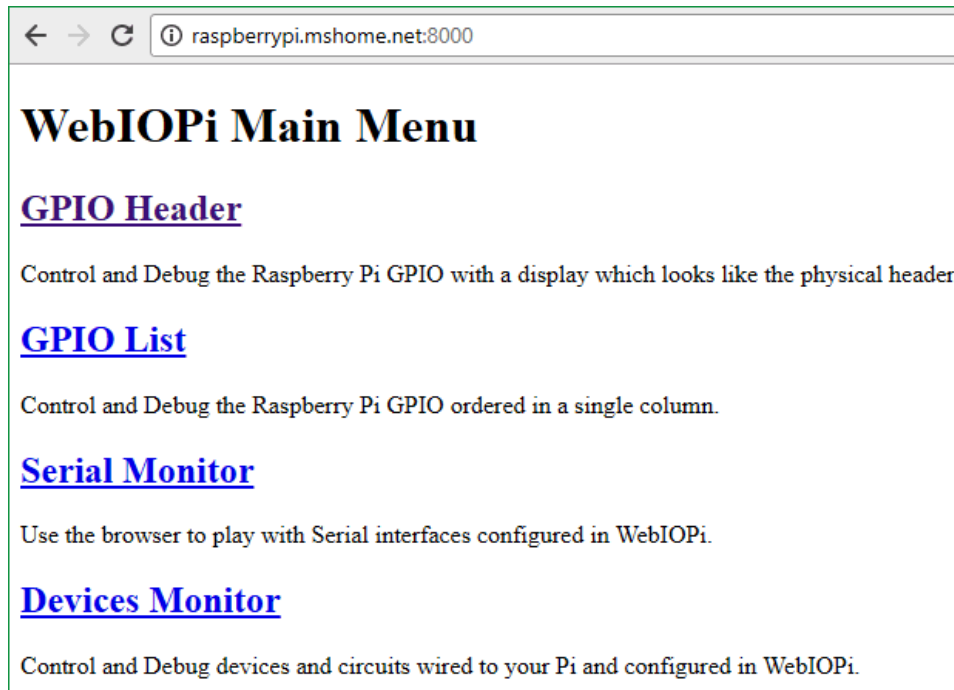 raspberrypi.mshome.net:8000
WebIOPi Main Menu
GPIO Header
Control and Debug the Raspberry Pi GPIO with a display which looks like the physical header
GPIO List
Control and Debug the Raspberry Pi GPIO ordered in a single column.
Serial Monitor
Use the browser to play with Serial interfaces configured in WebIOPi.
Devices Monitor
Control and Debug devices and circuits wired to your Pi and configured in WebIOPi.